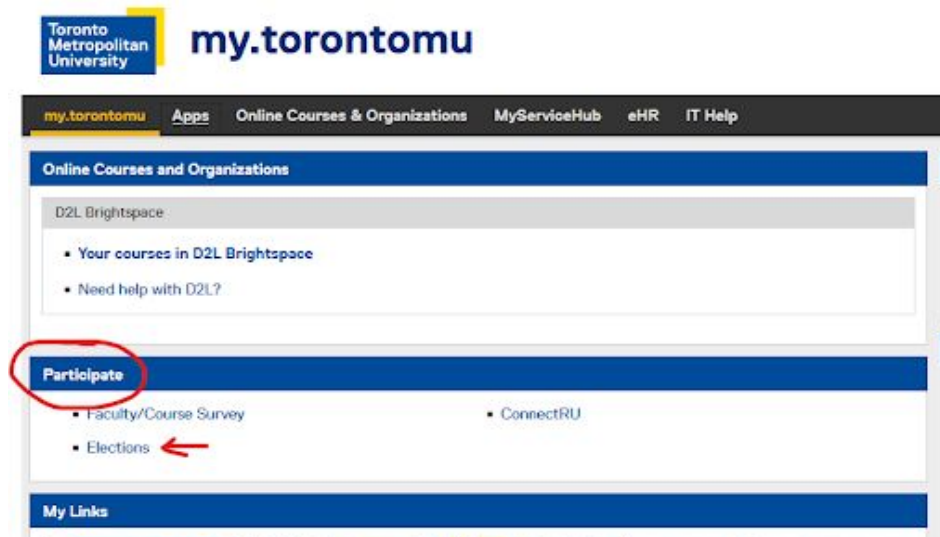 Toronto
Metropolitan
University
my.torontomu
my.torontomu Apps Online Courses & Organizations MyServiceHub eHR IT Help
Online Courses and Organizations
D2L Brightspace
Your courses in D2L Brightspace
Need help with D2L?
Participate
Faculty/Course Survey
ConnectRU
Elections
My Links